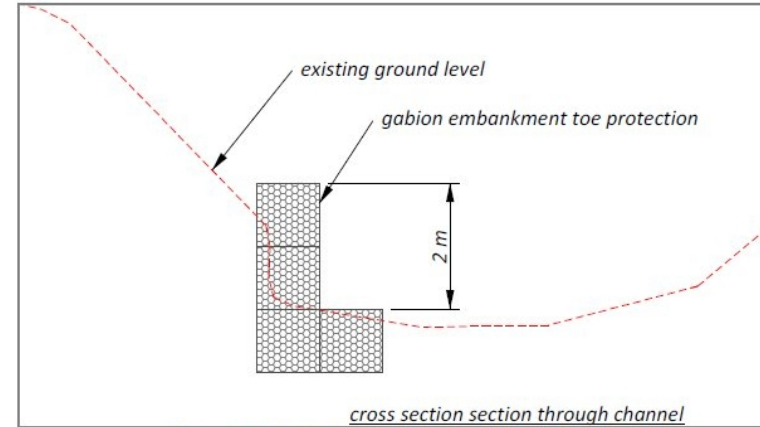 existing ground level
gabion embankment toe protection
2 m
cross section section through channel